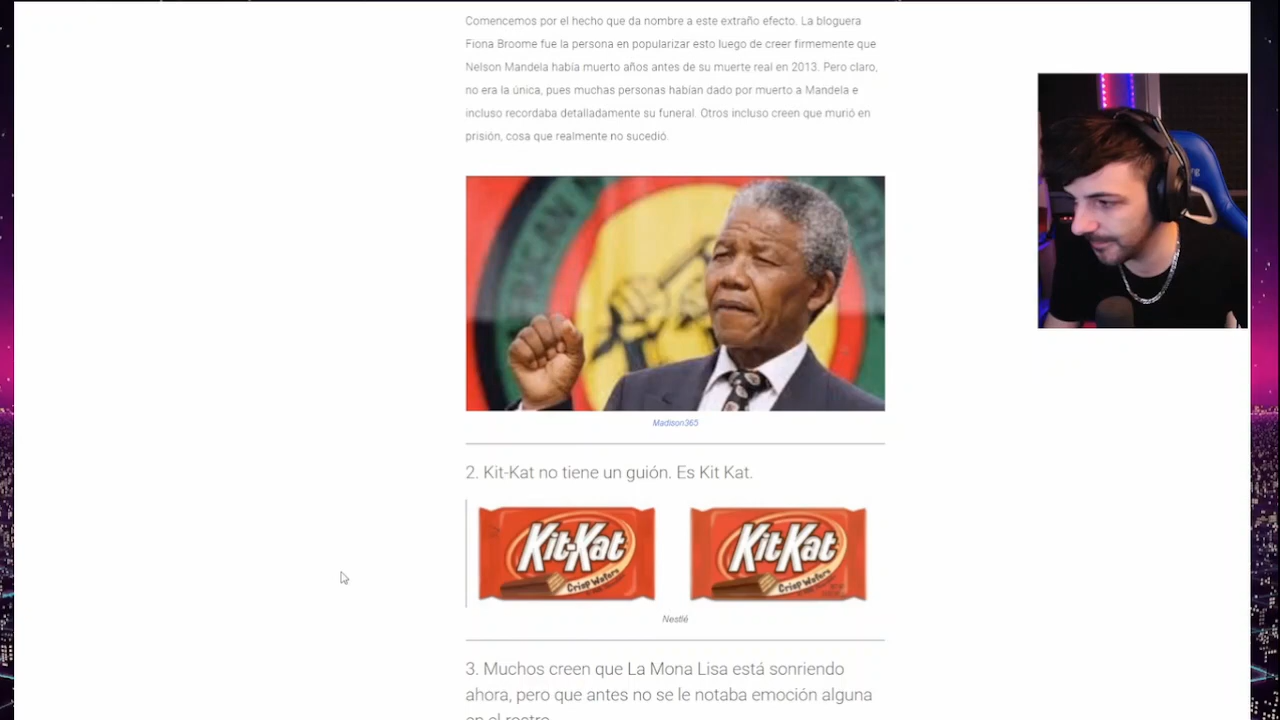 Comencemos por el hecho que da nombre a este extraño efecto. La bloguera
Fiona Broome fue la persona en popularizar esto luego de creer firmemente que
Nelson Mandela había muerto años antes de su muerte real en 2013. Pero claro,
no era la única, pues muchas personas habían dado por muerto a Mandela e
incluso recordaba detalladamente su funeral. Otros incluso creen que murió en
prisión, cosa que realmente no sucedió.
Madison365
2. Kit-Kat no tiene un guión. Es Kit Kat.
Kit-Kat
Crisp Wafers
Kit Kat
Crisp Wafers
Nestlé
3. Muchos creen que La Mona Lisa está sonriendo
ahora, pero que antes no se le notaba emoción alguna
en el rostro